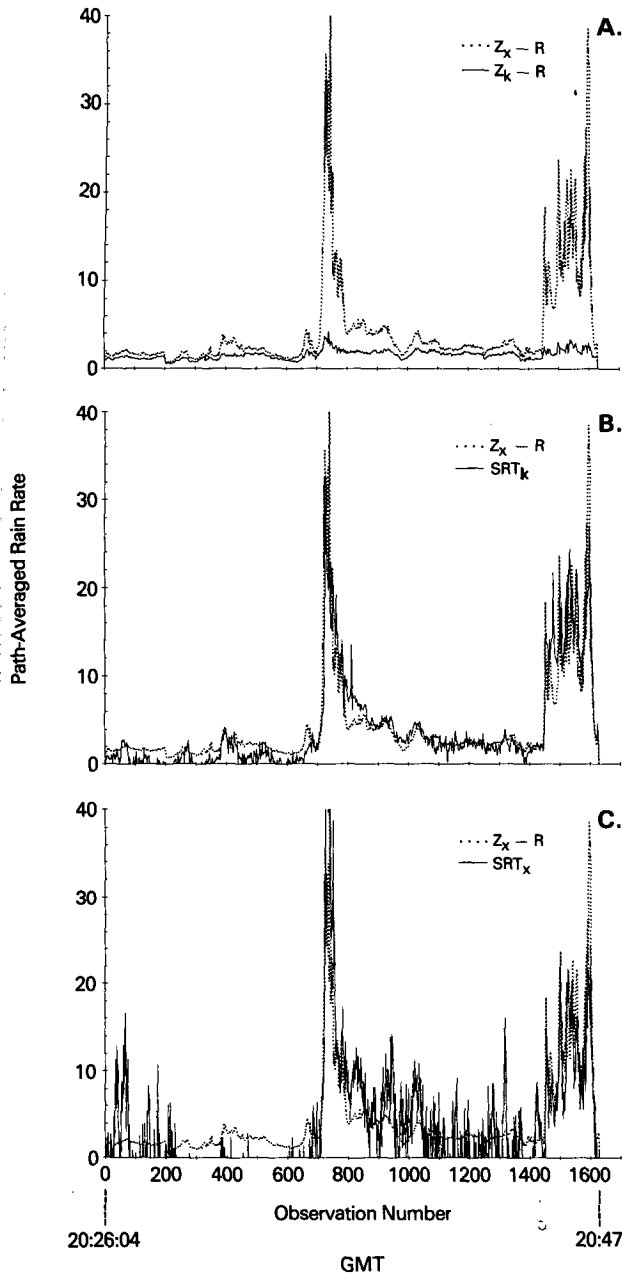 A.
40
30
20
10
0
····· Zx – R
— Zk – R
B.
40
30
20
10
0
····· Zx – R
— SRTk
Path-Averaged Rain Rate
C.
40
30
20
10
0
····· Zx – R
— SRTx
0 200 400 600 800 1000 1200 1400 1600
Observation Number
20:26:04 20:47
GMT